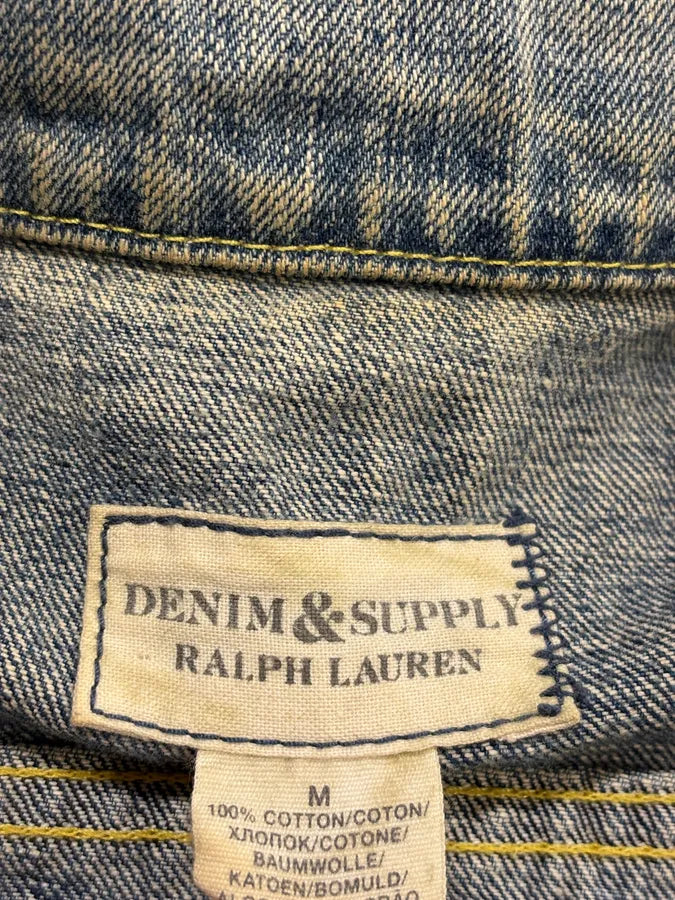 DENIM & SUPPLY
RALPH LAUREN
M
100% COTTON/COTON/
ХЛОПОК/COTONE/
BAUMWOLLE/
KATOEN/BOMULD/